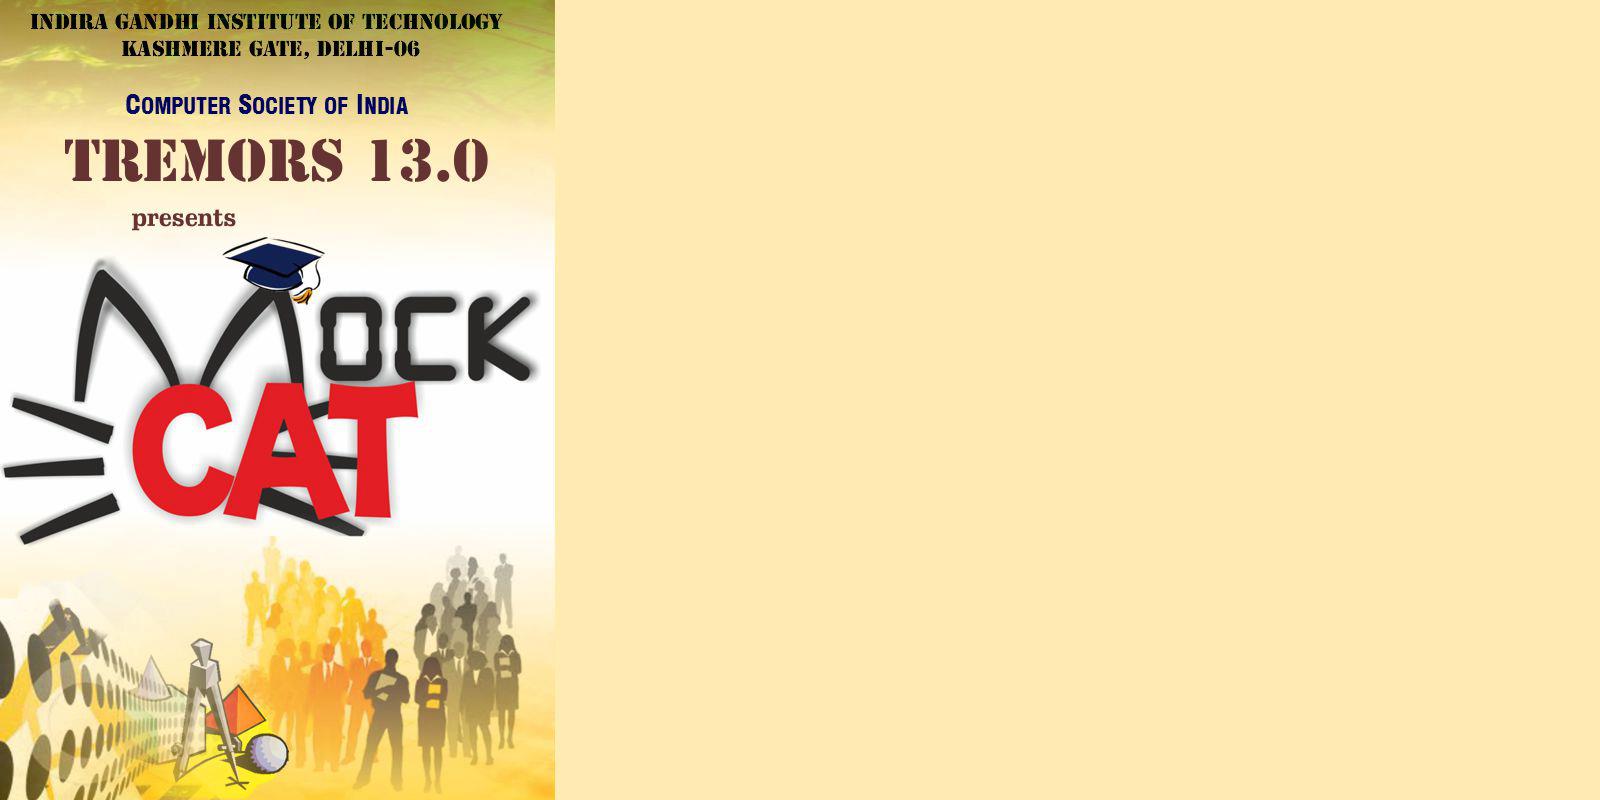 INDIRA GANDHI INSTITUTE OF TECHNOLOGY
KASHMERE GATE, DELHI-06
COMPUTER SOCIETY OF INDIA
TREMORS 13.0
presents
MOCK
CAT